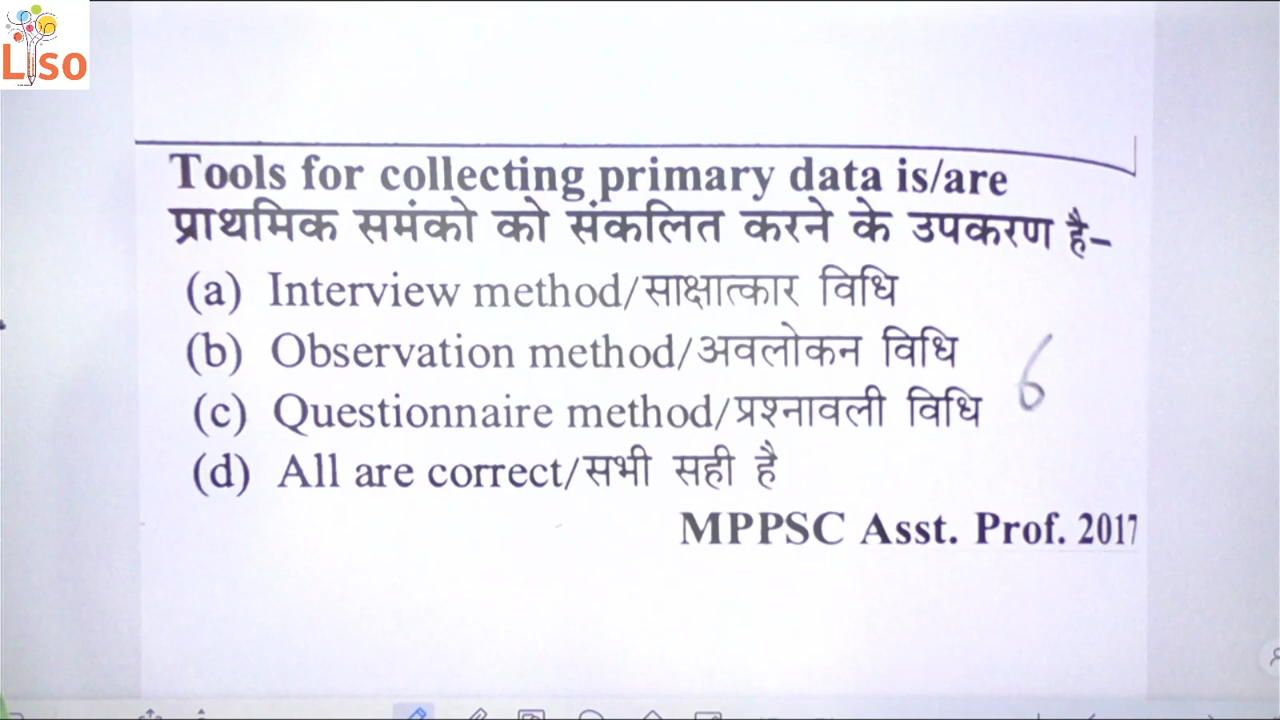 Liso
Tools for collecting primary data is/are
प्राथमिक समंको को संकलित करने के उपकरण है–
(a) Interview method/साक्षात्कार विधि
(b) Observation method/अवलोकन विधि
(c) Questionnaire method/प्रश्नावली विधि
6
(d) All are correct/सभी सही है
MPPSC Asst. Prof. 2017